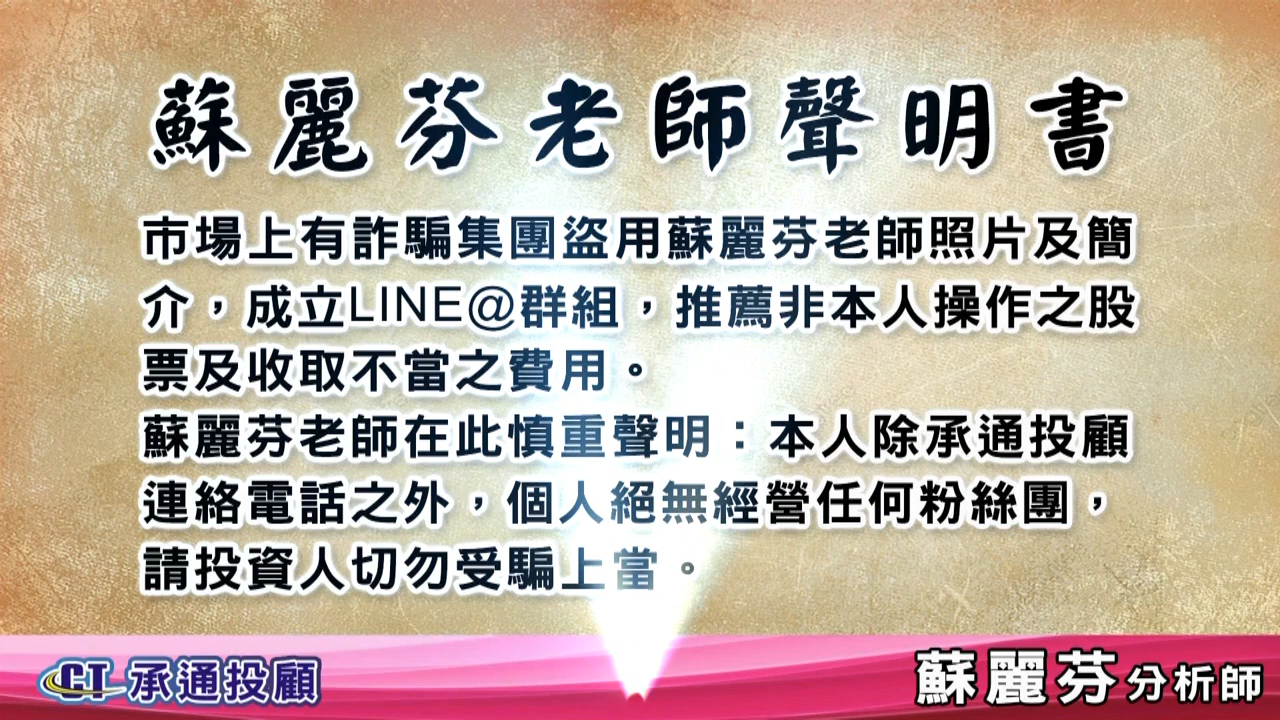 蘇麗芬老師聲明書
市場上有詐騙集團盜用蘇麗芬老師照片及簡
介，成立LINE@群組，推薦非本人操作之股
票及收取不當之費用。
蘇麗芬老師在此慎重聲明：本人除承通投顧
連絡電話之外，個人絕無經營任何粉絲團，
請投資人切勿受騙上當。
CT 承通投顧
蘇麗芬分析師